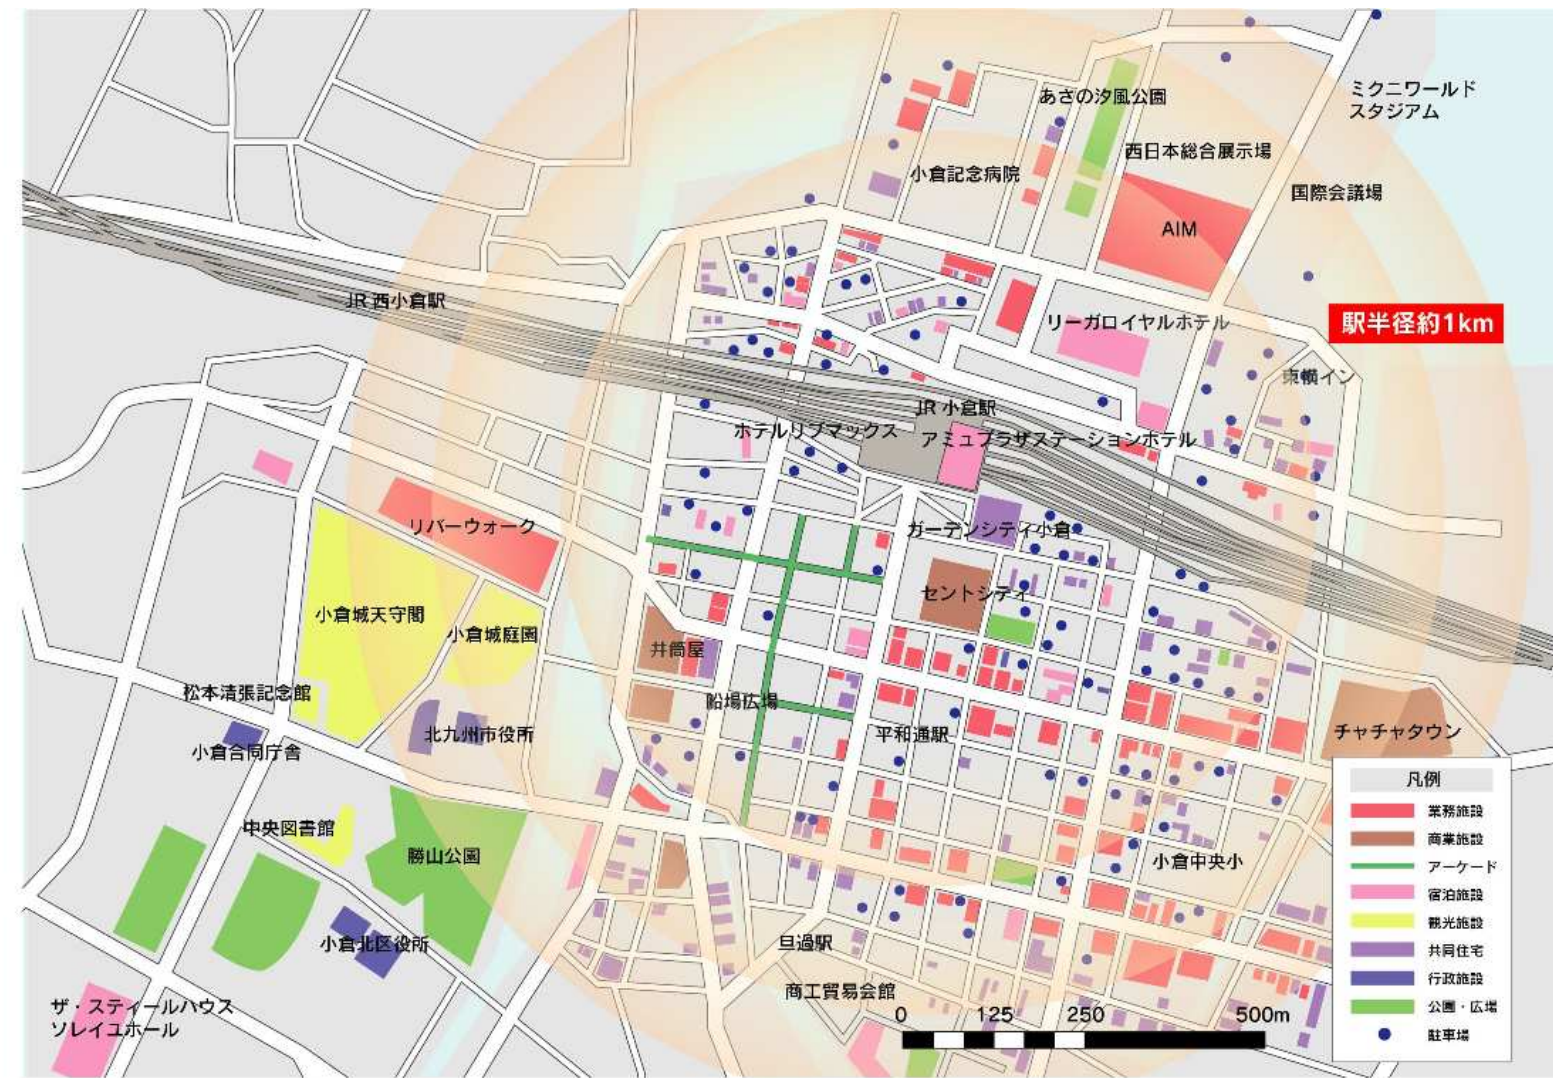 ミクニワールド
スタジアム
あさの汐風公園
西日本総合展示場
小倉記念病院
国際会議場
AIM
JR 西小倉駅
リーガロイヤルホテル
駅半径約1km
東横イン
JR 小倉駅
ホテルリブマックス
アミュプラザステーションホテル
リバーウォーク
ガーデンシティ小倉
セントシティ
小倉城天守閣
小倉城庭園
井筒屋
松本清張記念館
船場広場
北九州市役所
平和通駅
チャチャタウン
小倉合同庁舎
中央図書館
勝山公園
小倉中央小
小倉北区役所
旦過駅
商工貿易会館
ザ・スティールハウス
ソレイユホール
0 125 250 500m
凡例
業務施設
商業施設
アーケード
宿泊施設
観光施設
共同住宅
行政施設
公園・広場
駐車場